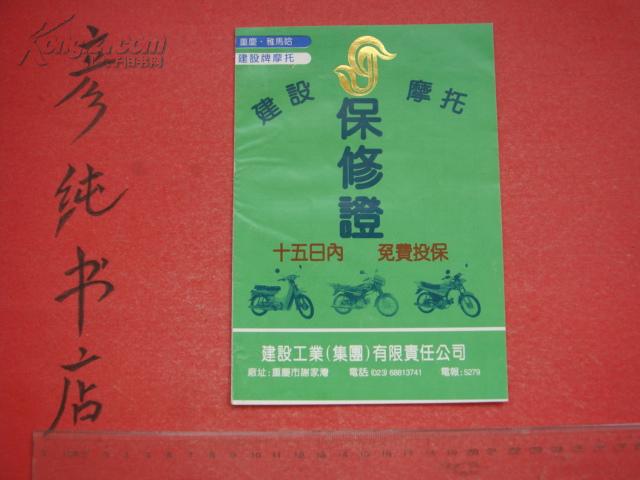 Kongfz.com
孔夫子旧书网
彦纯书店
重慶·雅馬哈
建設牌摩托
建設 摩托
保修證
十五日內 免費投保
建設工業(集團)有限責任公司
廠址:重慶市謝家灣 電話:(023)68813741 電報:5279